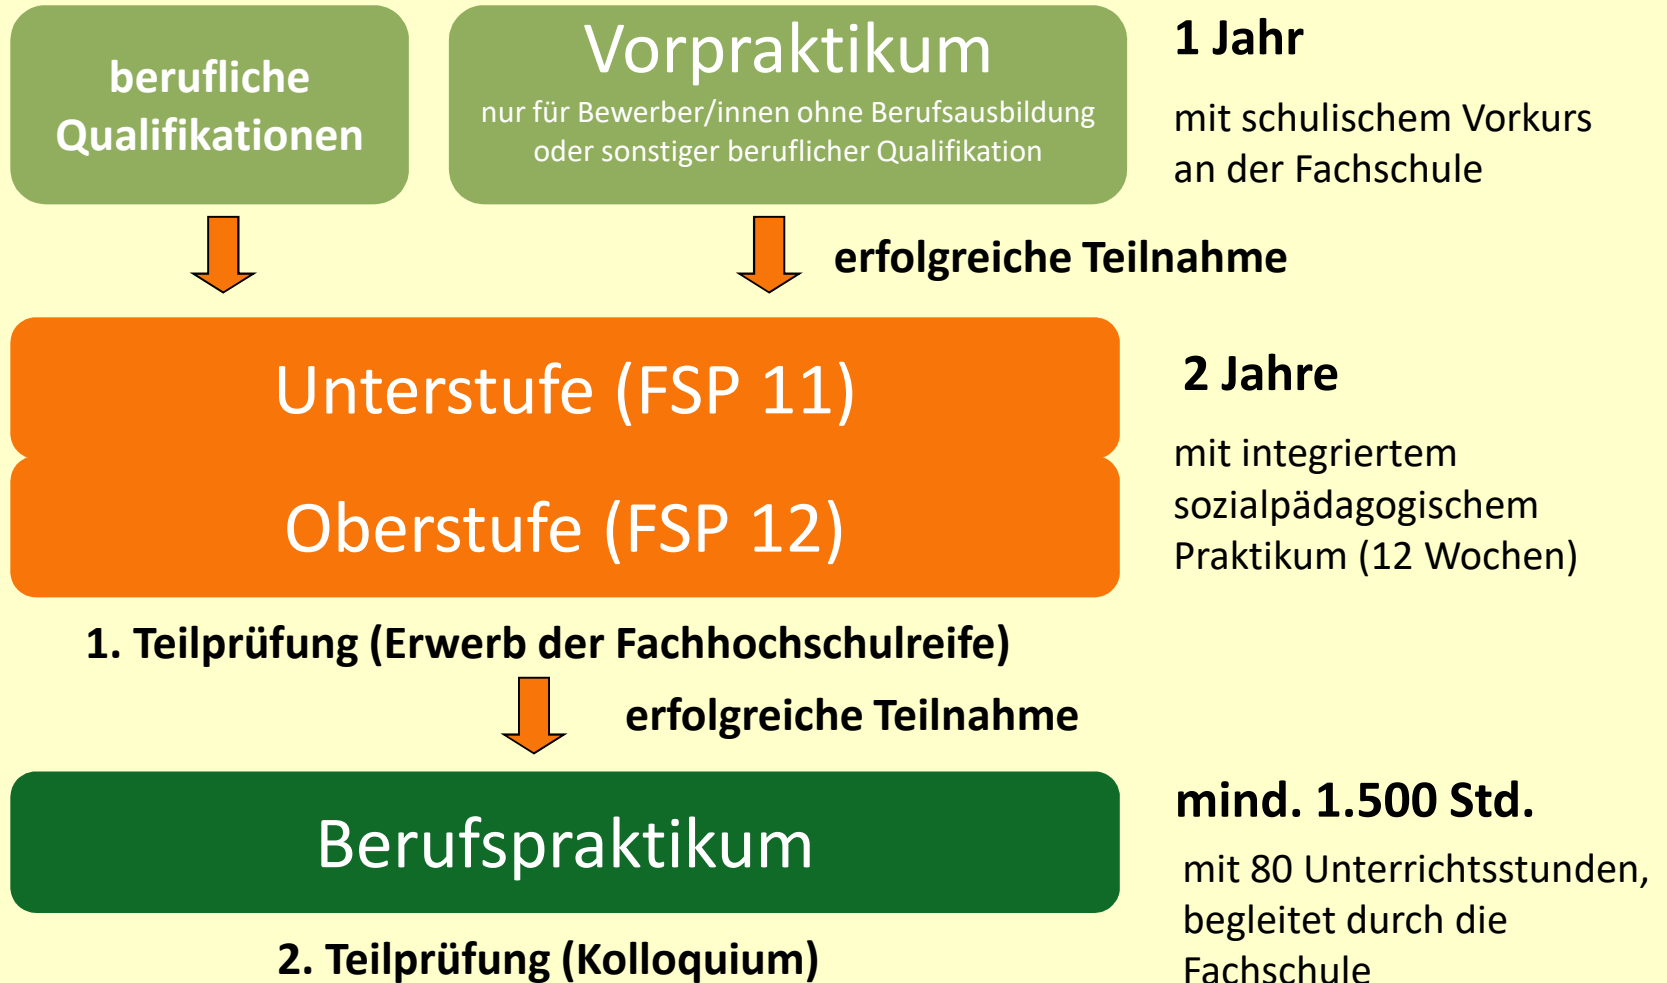 berufliche
Qualifikationen
Vorpraktikum
nur für Bewerber/innen ohne Berufsausbildung
oder sonstiger beruflicher Qualifikation
1 Jahr
mit schulischem Vorkurs
an der Fachschule
erfolgreiche Teilnahme
Unterstufe (FSP 11)
Oberstufe (FSP 12)
2 Jahre
mit integriertem
sozialpädagogischem
Praktikum (12 Wochen)
1. Teilprüfung (Erwerb der Fachhochschulreife)
erfolgreiche Teilnahme
Berufspraktikum
mind. 1.500 Std.
mit 80 Unterrichtsstunden,
begleitet durch die
Fachschule
2. Teilprüfung (Kolloquium)